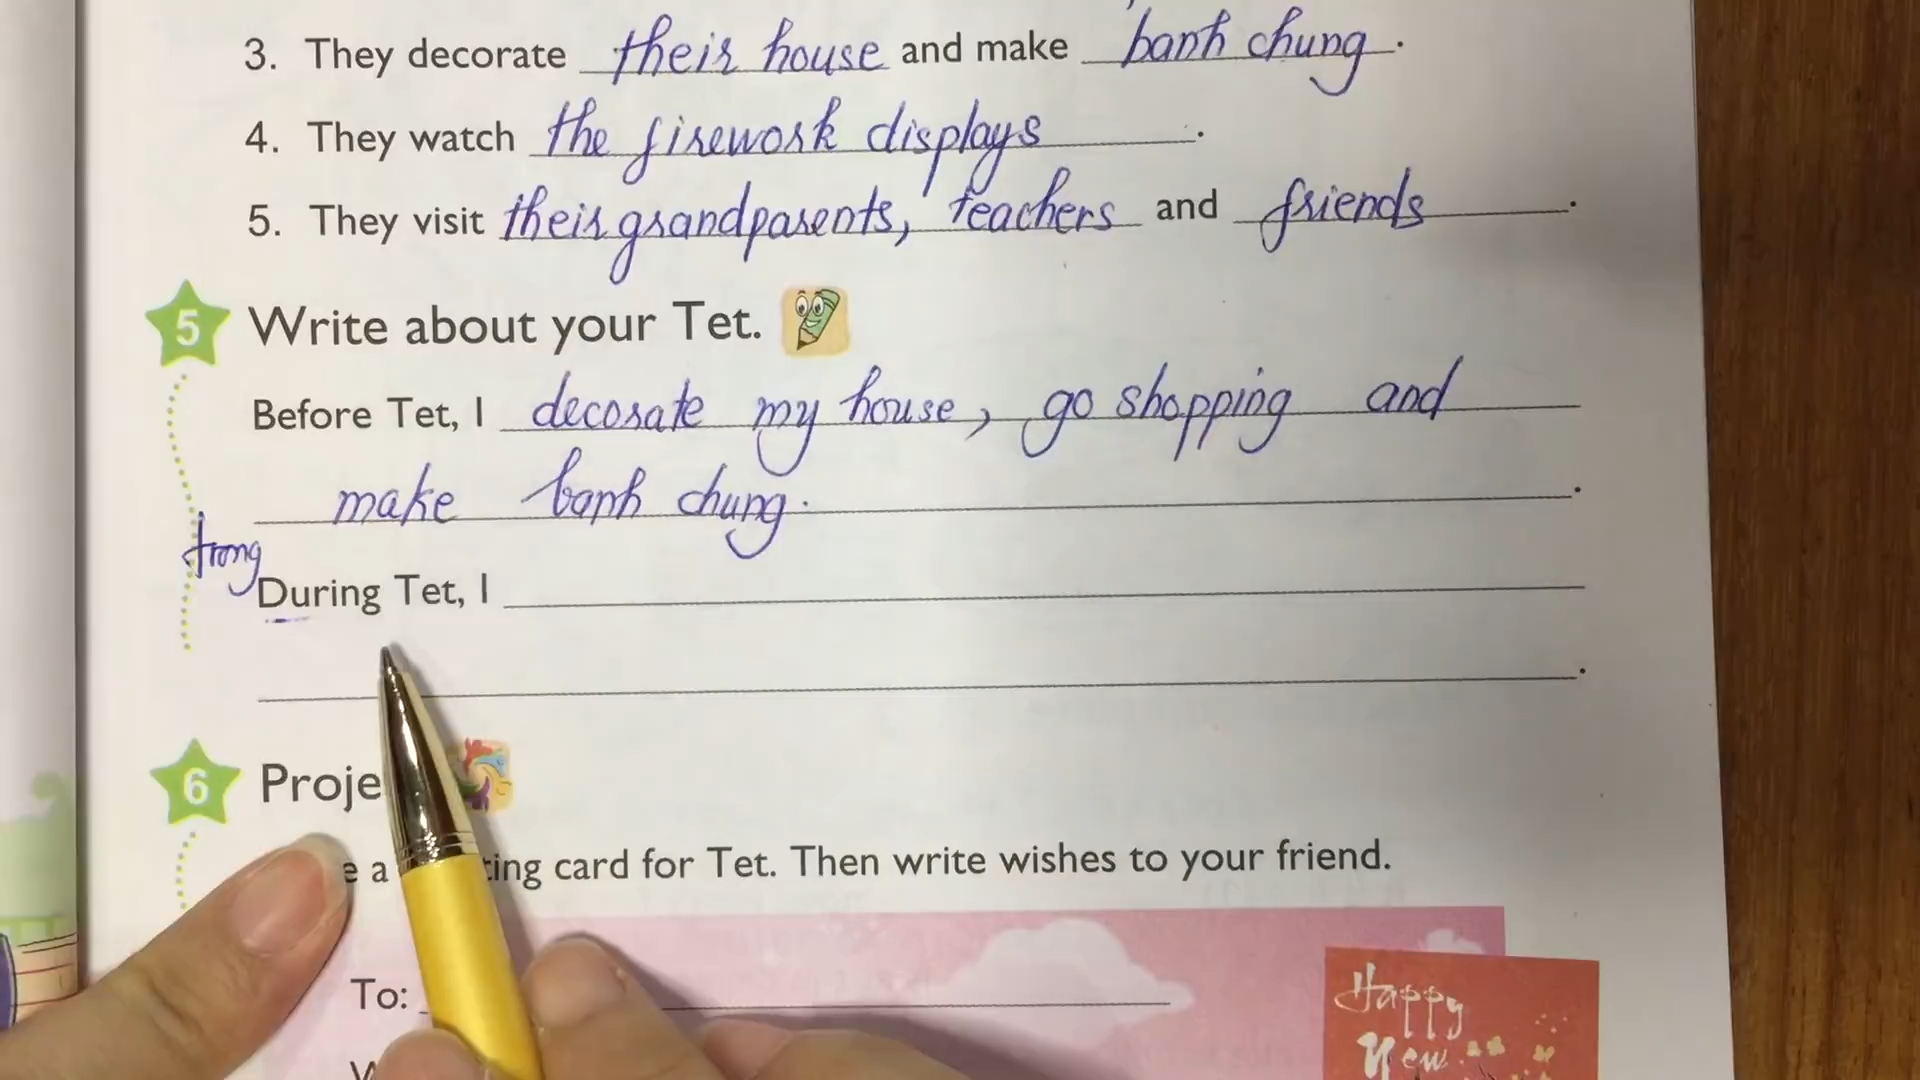 3. They decorate their house and make banh chung.
4. They watch the firework displays.
5. They visit their grandparents, teachers and friends.
5 Write about your Tet.
Before Tet, I decorate my house, go shopping and
make banh chung.
trong
During Tet, I
6 Proje
e a ting card for Tet. Then write wishes to your friend.
To:
Happy
New